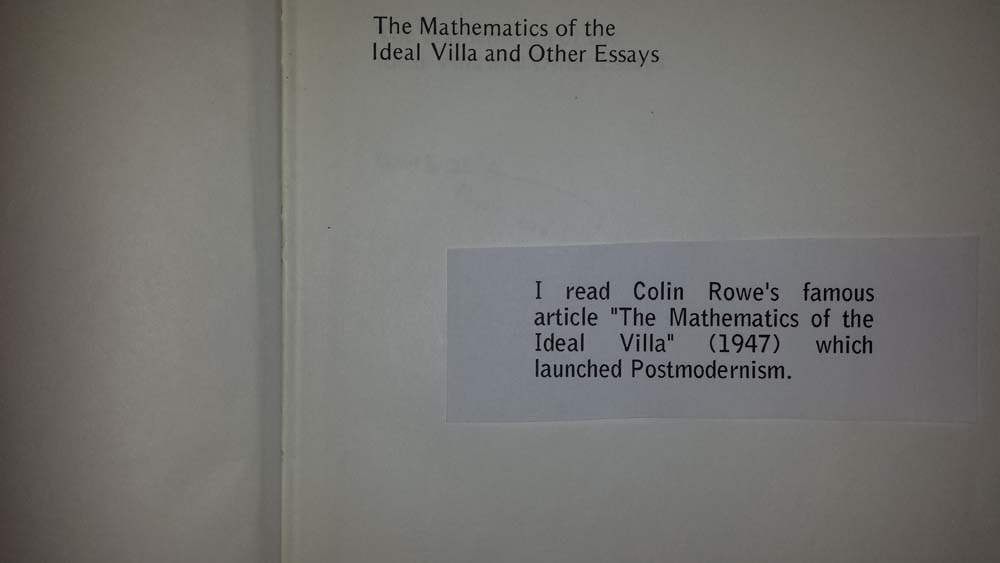 The Mathematics of the
Ideal Villa and Other Essays
I read Colin Rowe's famous
article "The Mathematics of the
Ideal Villa" (1947) which
launched Postmodernism.